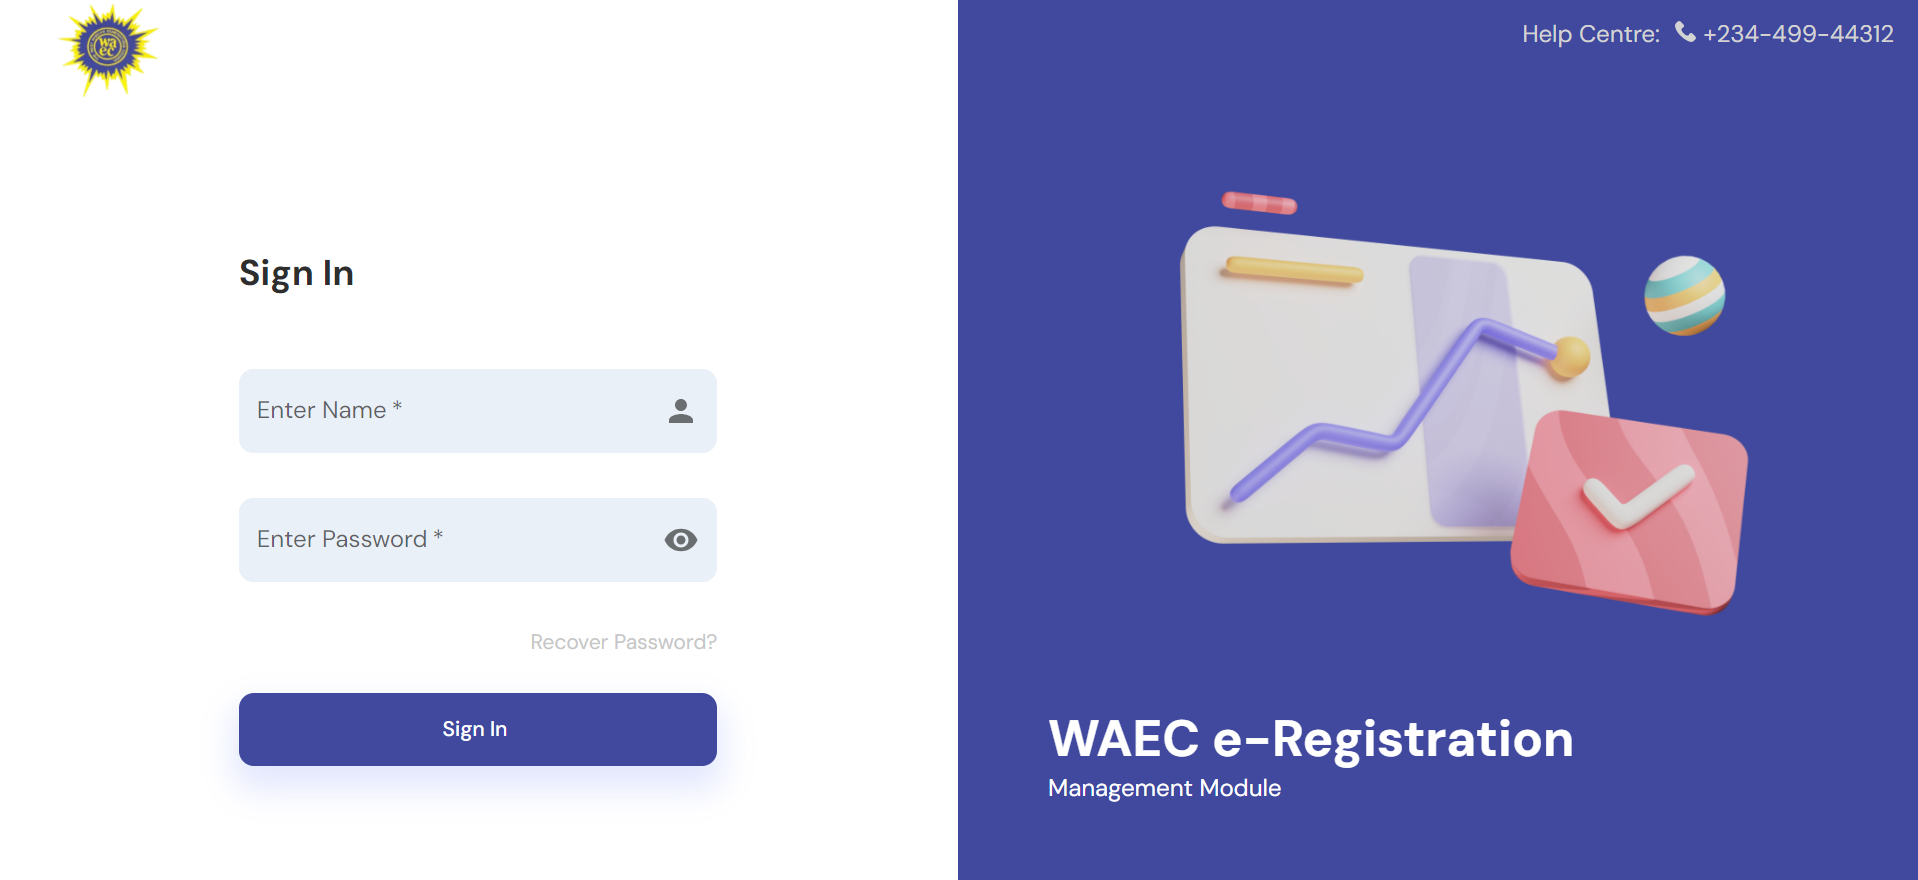 wa
ec
Help Centre: +234-499-44312
Sign In
Enter Name *
Enter Password *
Recover Password?
Sign In
WAEC e-Registration
Management Module